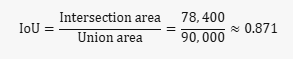 IoU = Intersection area / Union area = 78,400 / 90,000 ≈ 0.871